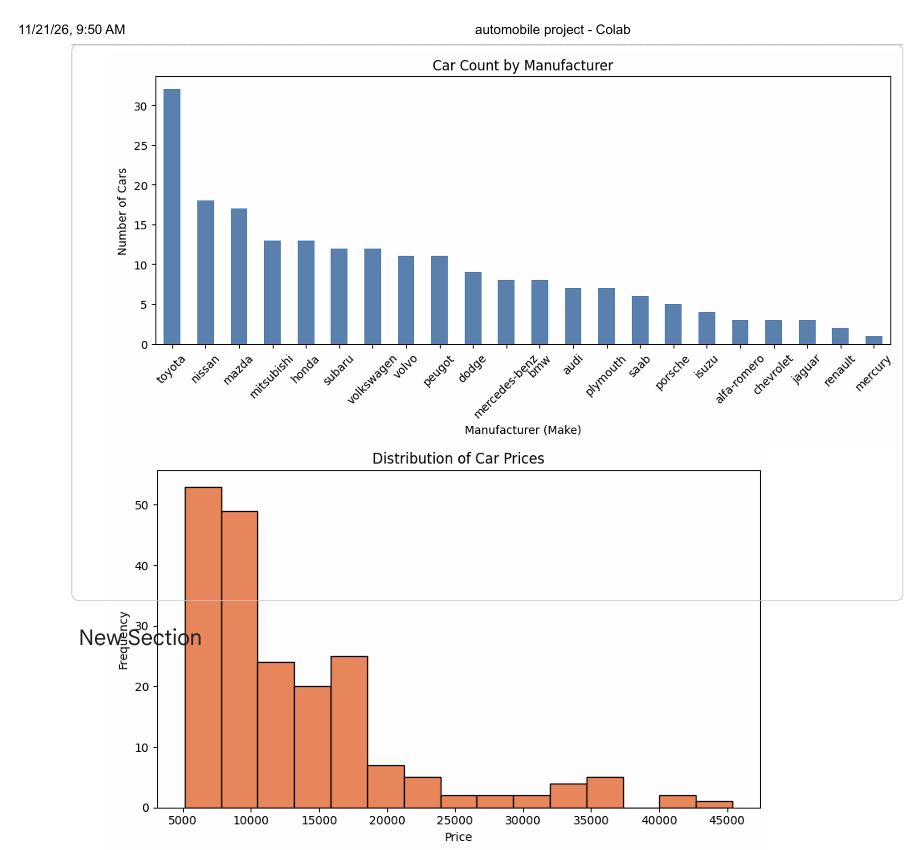 11/21/26, 9:50 AM automobile project - Colab
Car Count by Manufacturer
30
25
20
15
10
5
0
Number of Cars
toyota nissan mazda mitsubishi honda subaru volkswagen volvo peugot dodge mercedes-benz bmw audi plymouth saab porsche isuzu alfa-romero chevrolet jaguar renault mercury
Manufacturer (Make)
Distribution of Car Prices
50
40
30
20
10
0
Frequency
New Section
5000 10000 15000 20000 25000 30000 35000 40000 45000
Price